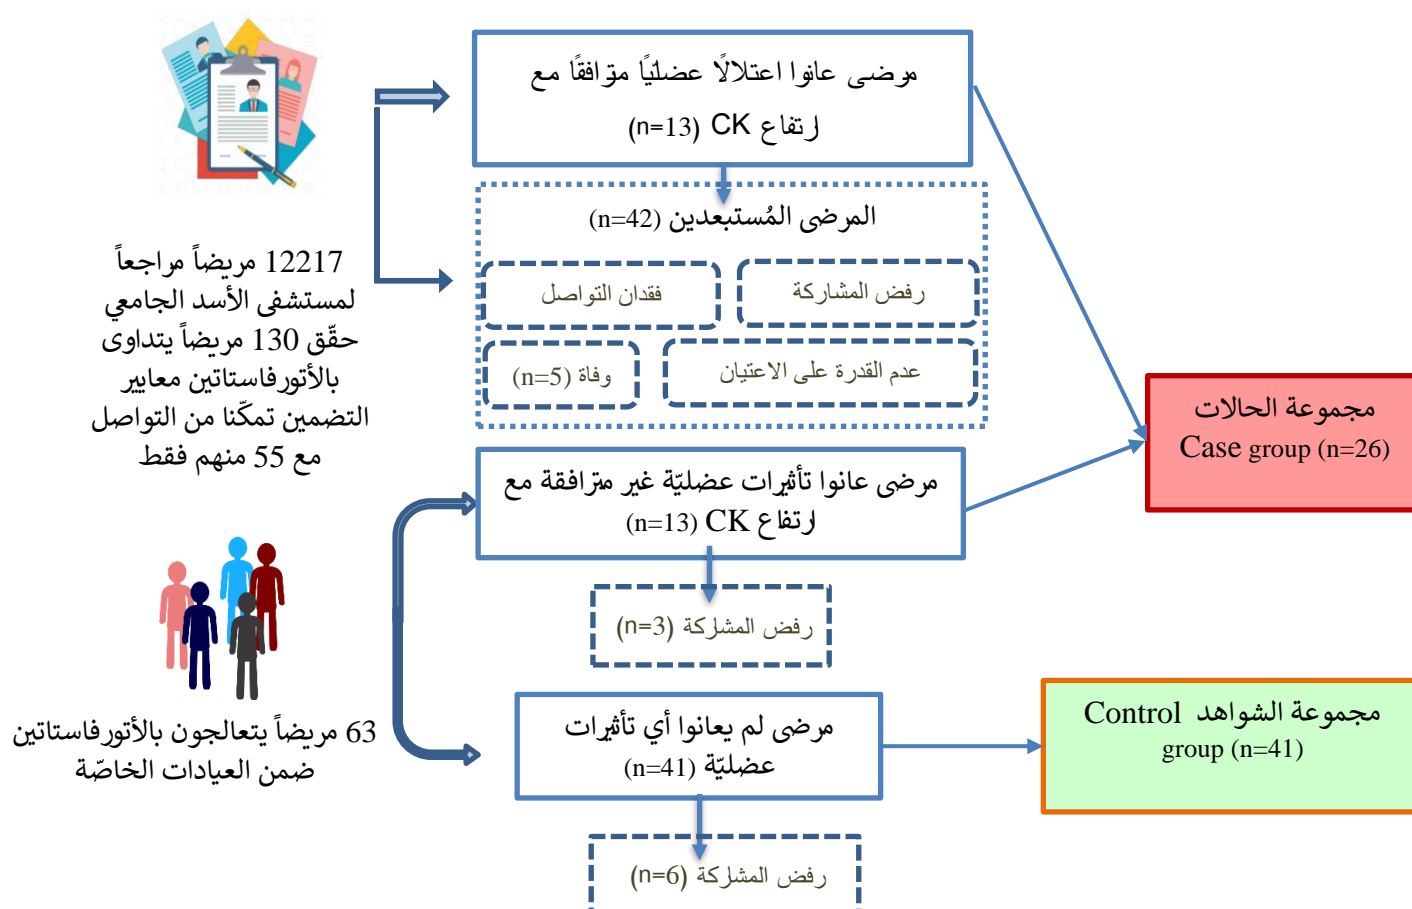 مرضى عانوا اعتلالًا عضليًا متوافقًا مع
ارتفاع CK (n=13)
المرضى المُستبعدين (n=42)
رفض المشاركة
فقدان التواصل
عدم القدرة على الاعتيان
وفاة (n=5)
12217 مريضاً مراجعاً
لمستشفى الأسد الجامعي
حقّق 130 مريضاً يتداوى
بالأتورفاستاتين معايير
التضمين تمكّنا من التواصل
مع 55 منهم فقط
مجموعة الحالات
Case group (n=26)
مرضى عانوا تأثيرات عضليّة غير مترافقة مع
ارتفاع CK (n=13)
رفض المشاركة (n=3)
63 مريضاً يتعالجون بالأتورفاستاتين
ضمن العيادات الخاصّة
مرضى لم يعانوا أي تأثيرات
عضليّة (n=41)
مجموعة الشواهد Control
group (n=41)
رفض المشاركة (n=6)